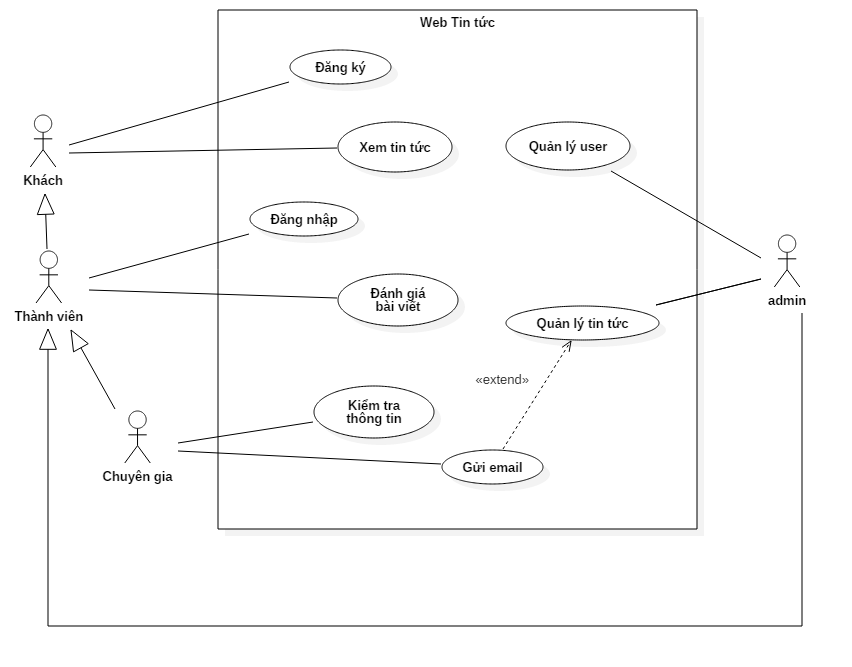 Web Tin tức
Đăng ký
Xem tin tức
Quản lý user
Khách
Đăng nhập
Thành viên
Đánh giá
bài viết
admin
Quản lý tin tức
«extend»
Kiểm tra
thông tin
Gửi email
Chuyên gia